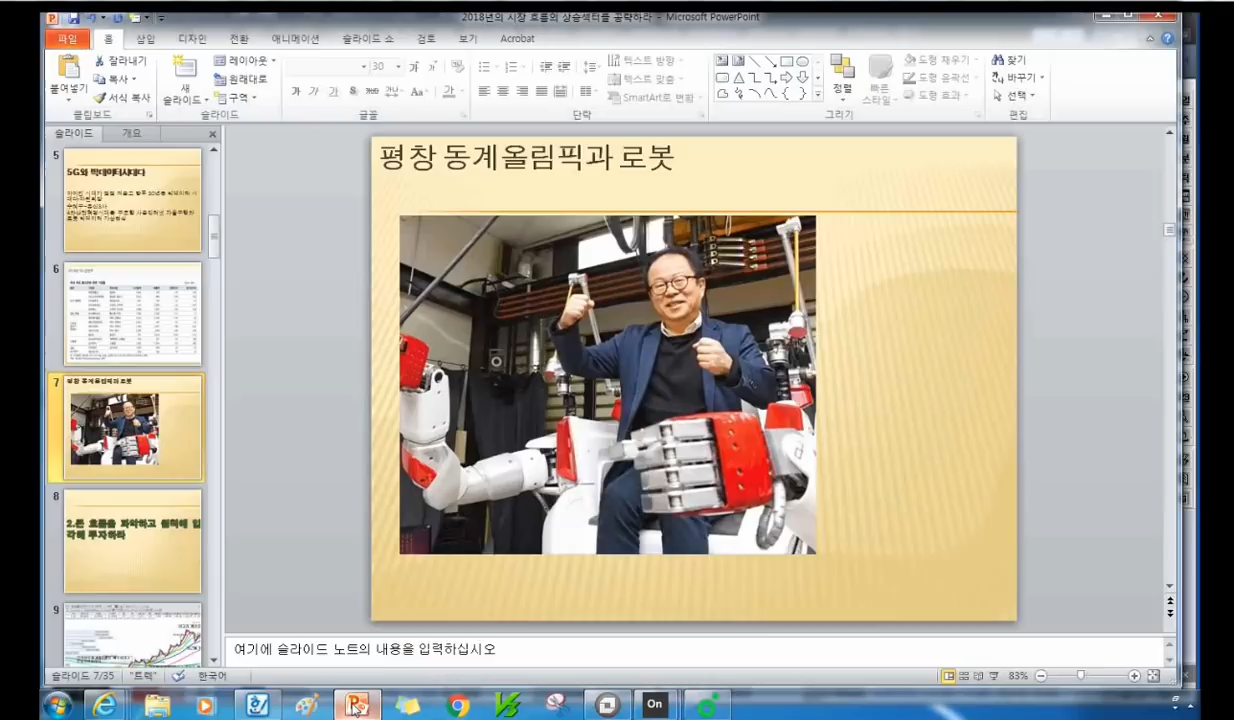 2018년의 시장 흐름의 상승섹터를 공략하라 - Microsoft PowerPoint
파일 홈 삽입 디자인 전환 애니메이션 슬라이드 쇼 검토 보기 Acrobat
붙여넣기
잘라내기
복사
서식 복사
클립보드
새 슬라이드
레이아웃
원래대로
구역
슬라이드
30
글꼴
텍스트 방향
텍스트 맞춤
SmartArt로 변환
단락
정렬
빠른 스타일
도형 채우기
도형 윤곽선
도형 효과
그리기
찾기
바꾸기
선택
편집
슬라이드 개요
5
5G와 빅데이터시대다
6
7
평창 동계올림픽과 로봇
8
2.돈 흐름을 파악하고 원칙에 입
각해 투자하라
9
평창 동계올림픽과 로봇
여기에 슬라이드 노트의 내용을 입력하십시오
슬라이드 7/35 "트렉" 한국어 83%
On